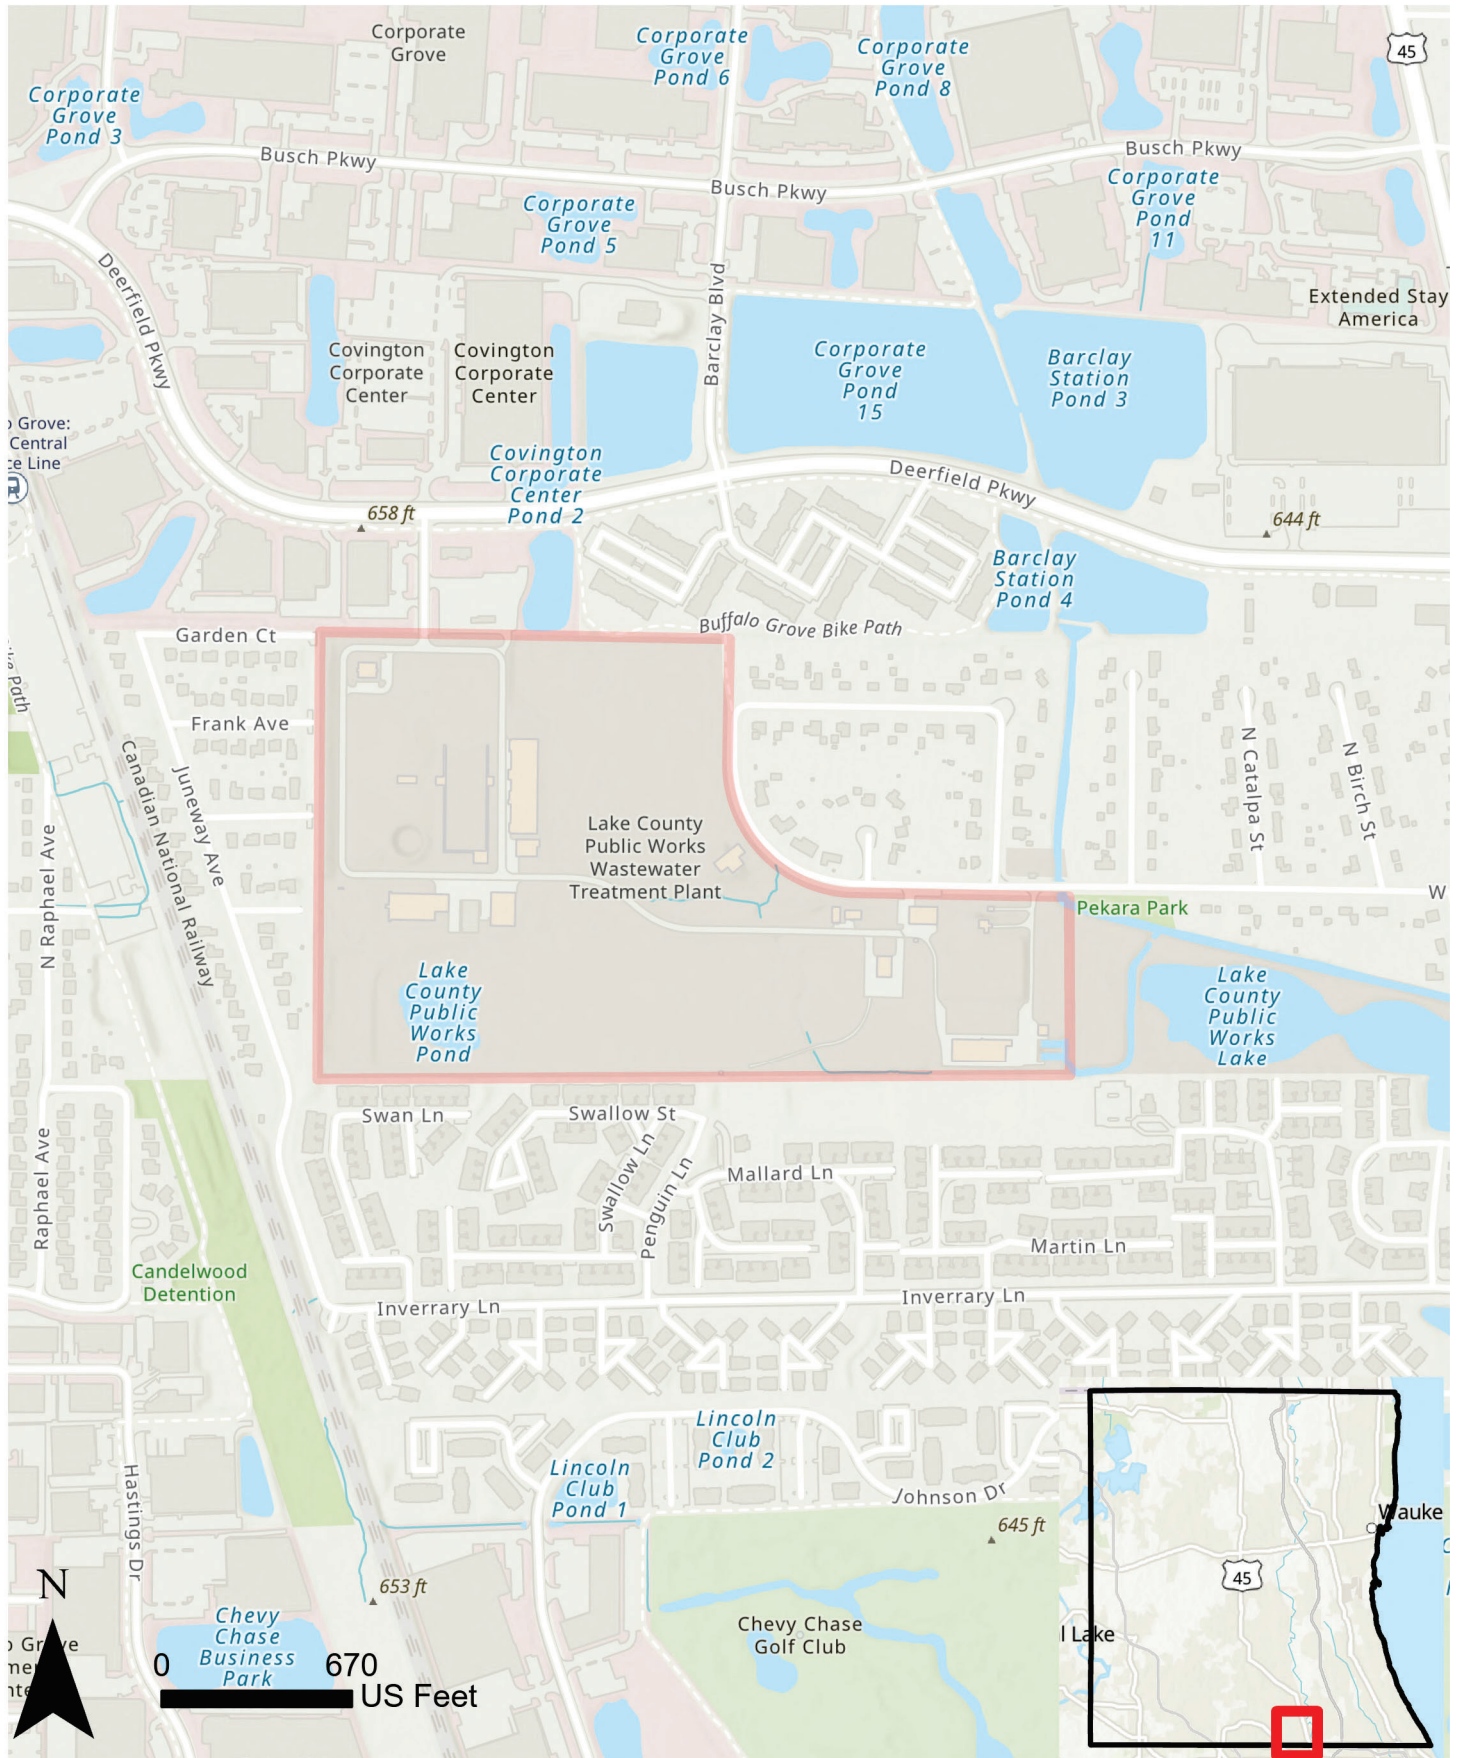 Corporate
Grove
Corporate
Grove
Pond 6
Corporate
Grove
Pond 8
45
Corporate
Grove
Pond 3
Busch Pkwy
Busch Pkwy
Busch Pkwy
Corporate
Grove
Pond 5
Corporate
Grove
Pond
11
Deerfield Pkwy
Barclay Blvd
Extended Stay
America
Covington
Corporate
Center
Covington
Corporate
Center
Corporate
Grove
Pond
15
Barclay
Station
Pond 3
Grove:
Central
Line
Covington
Corporate
Center
Pond 2
Deerfield Pkwy
658 ft
644 ft
Barclay
Station
Pond 4
Buffalo Grove Bike Path
Garden Ct
Path
Frank Ave
Juneway Ave
Canadian National Railway
N Raphael Ave
N Catalpa St
N Birch St
Lake County
Public Works
Wastewater
Treatment Plant
W
Pekara Park
Lake
County
Public
Works
Pond
Lake
County
Public
Works
Lake
Swan Ln
Swallow St
Swallow Ln
Penguin Ln
Mallard Ln
Raphael Ave
Martin Ln
Candelwood
Detention
Inverrary Ln
Inverrary Ln
Lincoln
Club
Pond 2
Lincoln
Club
Pond 1
Johnson Dr
Hastings Dr
645 ft
653 ft
Chevy
Chase
Business
Park
Chevy Chase
Golf Club
N
0 670
US Feet
Wauke
45
l Lake